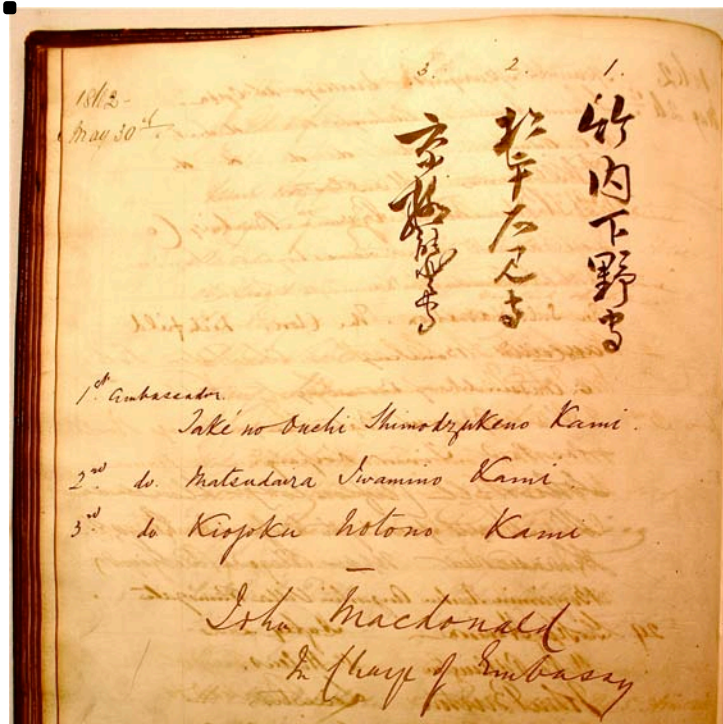 1862-
May 30th
1. 竹内下野守
2. 松平石見守
3. 京極能登守
1st Ambassador.
Také no Ouchi Shimodzukeno Kami.
2nd do. Matsudaira Iwamino Kami
3rd do Kiogoku Notono Kami
John Macdonald
In Charge of Embassy